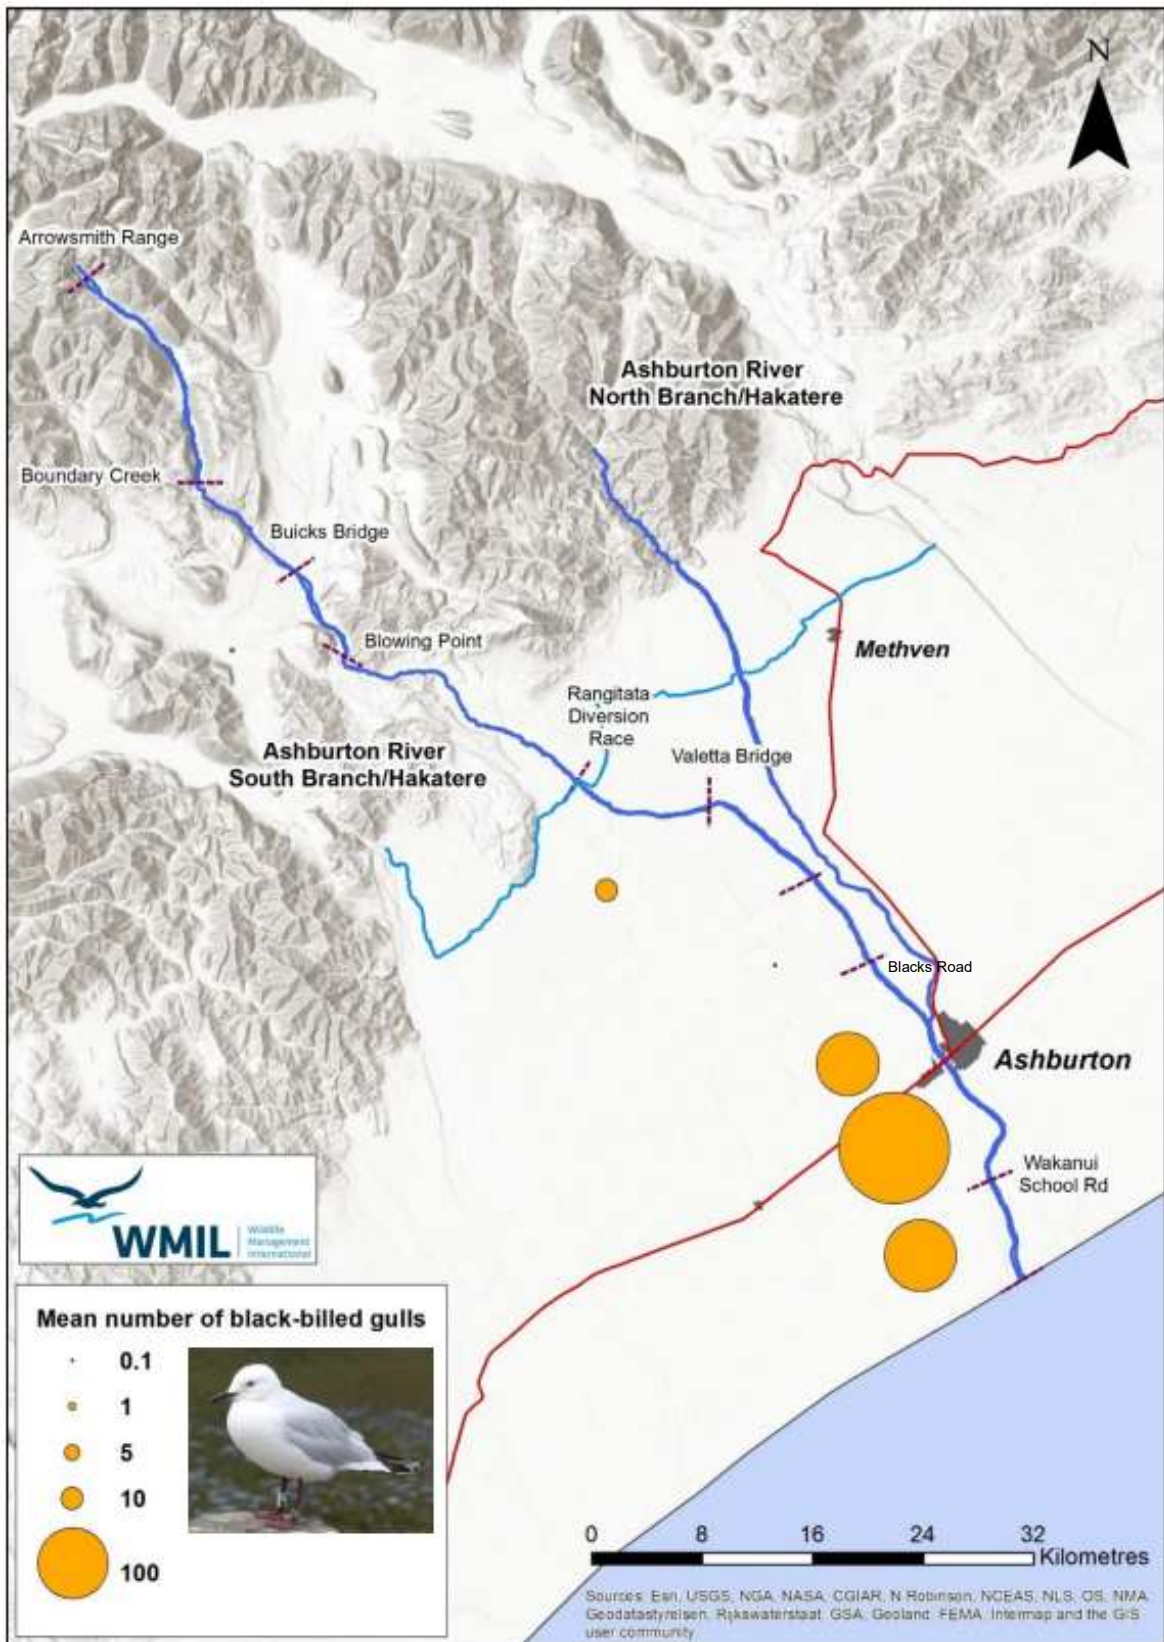 N
Arrowsmith Range
Ashburton River
North Branch/Hakatere
Boundary Creek
Buicks Bridge
Blowing Point
Methven
Rangitata
Diversion
Race
Ashburton River
South Branch/Hakatere
Valetta Bridge
Blacks Road
Ashburton
Wakanui
School Rd
WMIL
Wildlife
Management
International
Mean number of black-billed gulls
0.1
1
5
10
100
0 8 16 24 32
Kilometres
Sources: Esri, USGS, NGA, NASA, CGIAR, N Robinson, NCEAS, NLS, OS, NMA,
Geodatastyrelsen, Rijkswaterstaat, GSA, Geoland, FEMA, Intermap and the GIS
user community